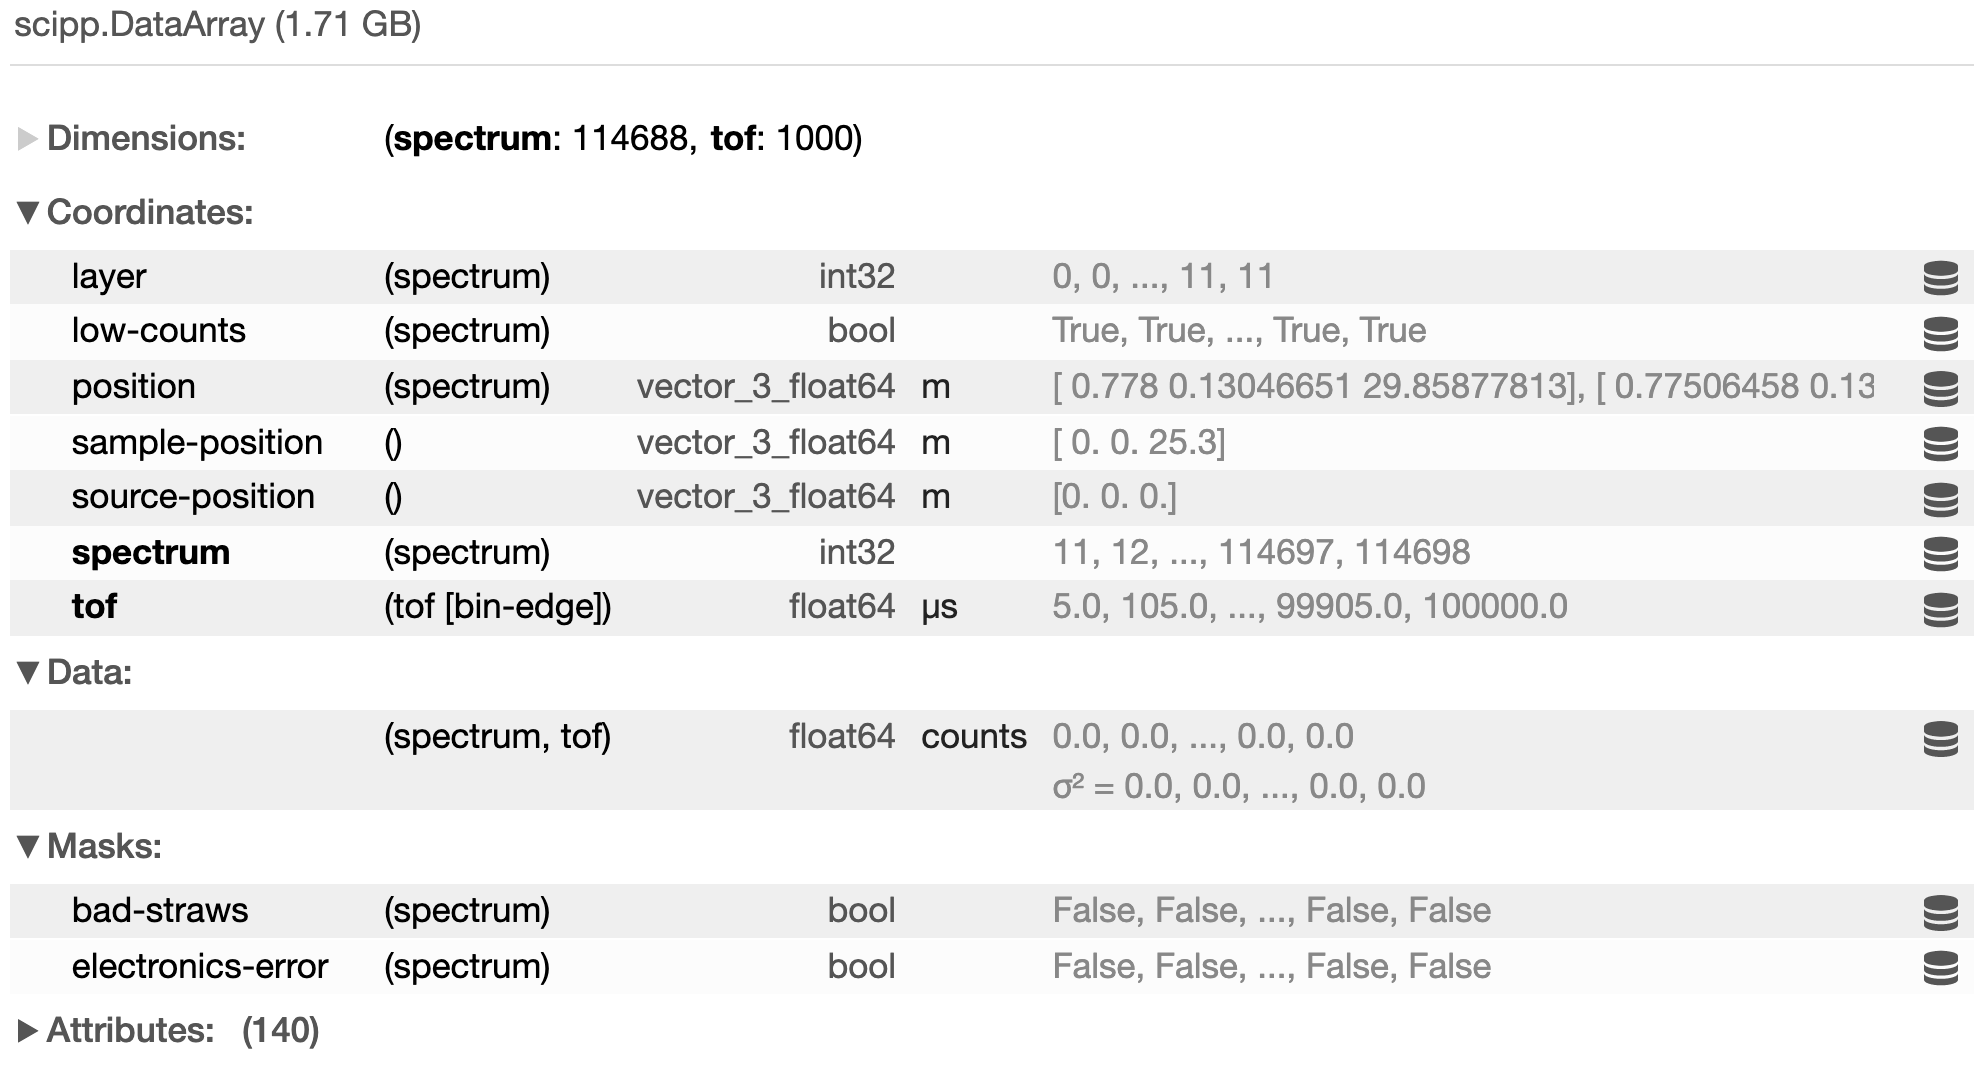 scipp.DataArray (1.71 GB)
▶ Dimensions: (spectrum: 114688, tof: 1000)
▼ Coordinates:
layer (spectrum) int32 0, 0, ..., 11, 11
low-counts (spectrum) bool True, True, ..., True, True
position (spectrum) vector_3_float64 m [ 0.778 0.13046651 29.85877813], [ 0.77506458 0.13
sample-position () vector_3_float64 m [ 0. 0. 25.3]
source-position () vector_3_float64 m [0. 0. 0.]
spectrum (spectrum) int32 11, 12, ..., 114697, 114698
tof (tof [bin-edge]) float64 µs 5.0, 105.0, ..., 99905.0, 100000.0
▼ Data:
(spectrum, tof) float64 counts 0.0, 0.0, ..., 0.0, 0.0
σ² = 0.0, 0.0, ..., 0.0, 0.0
▼ Masks:
bad-straws (spectrum) bool False, False, ..., False, False
electronics-error (spectrum) bool False, False, ..., False, False
▶ Attributes: (140)